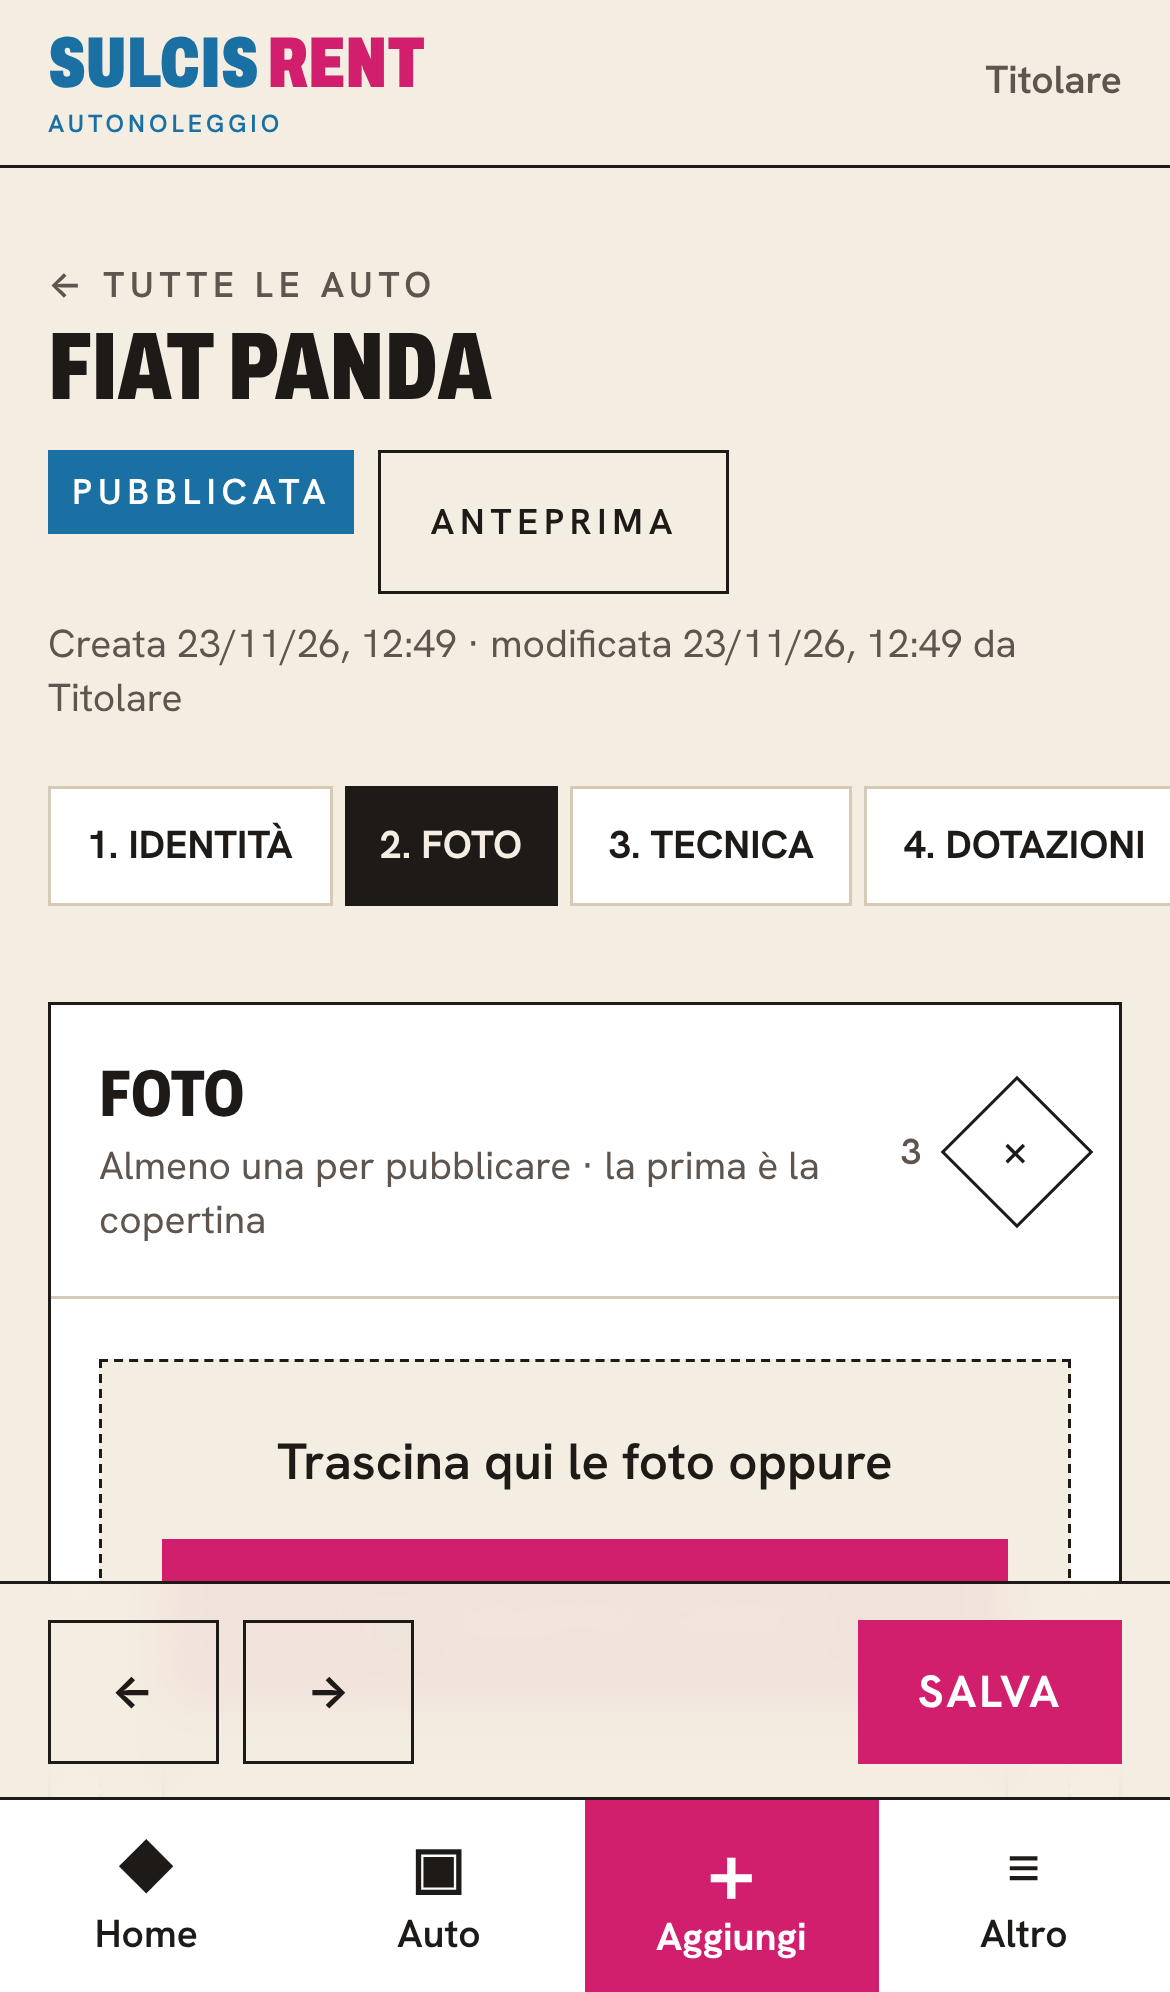 SULCIS RENT
AUTONOLEGGIO
Titolare
← TUTTE LE AUTO
FIAT PANDA
PUBBLICATA
ANTEPRIMA
Creata 23/11/26, 12:49 · modificata 23/11/26, 12:49 da
Titolare
1. IDENTITÀ
2. FOTO
3. TECNICA
4. DOTAZIONI
FOTO
Almeno una per pubblicare · la prima è la
copertina
3
×
Trascina qui le foto oppure
← →
SALVA
Home
Auto
+
Aggiungi
Altro